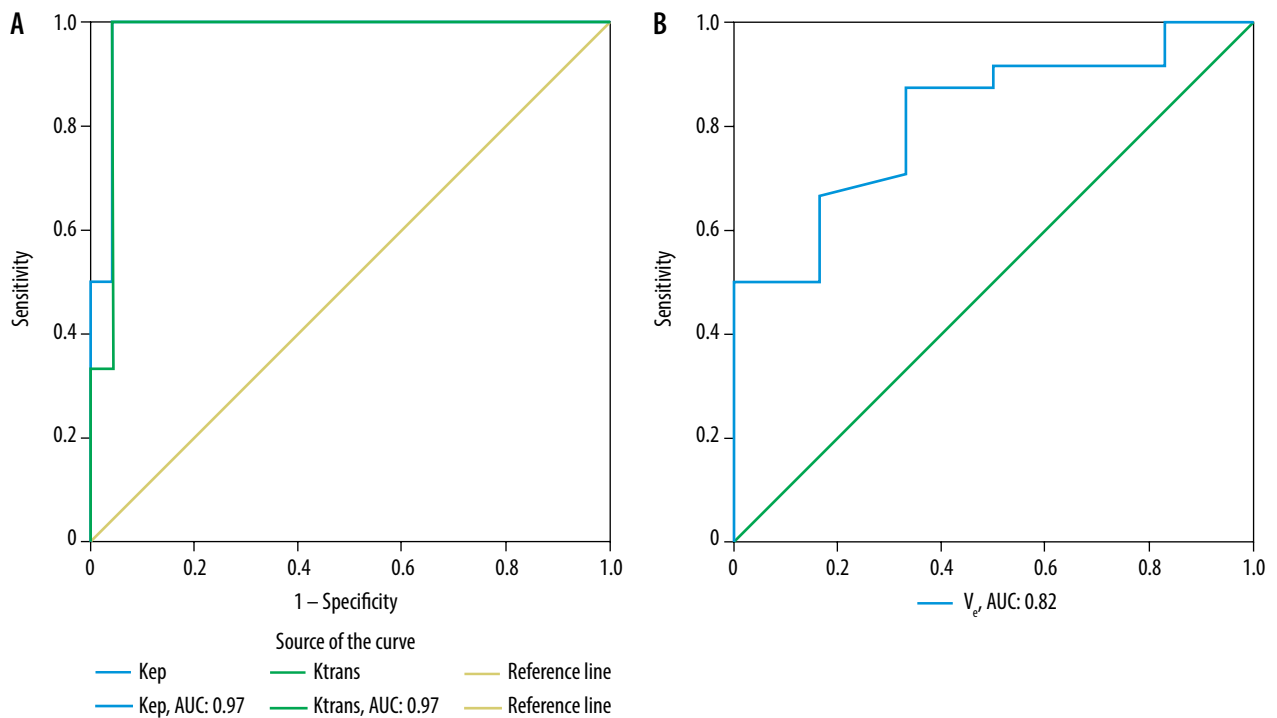 A
1.0
0.8
0.6
0.4
0.2
0
Sensitivity
0 0.2 0.4 0.6 0.8 1.0
1 – Specificity
Source of the curve
Kep Ktrans Reference line
Kep, AUC: 0.97 Ktrans, AUC: 0.97 Reference line
B
1.0
0.8
0.6
0.4
0.2
0
Sensitivity
0 0.2 0.4 0.6 0.8 1.0
Ve, AUC: 0.82